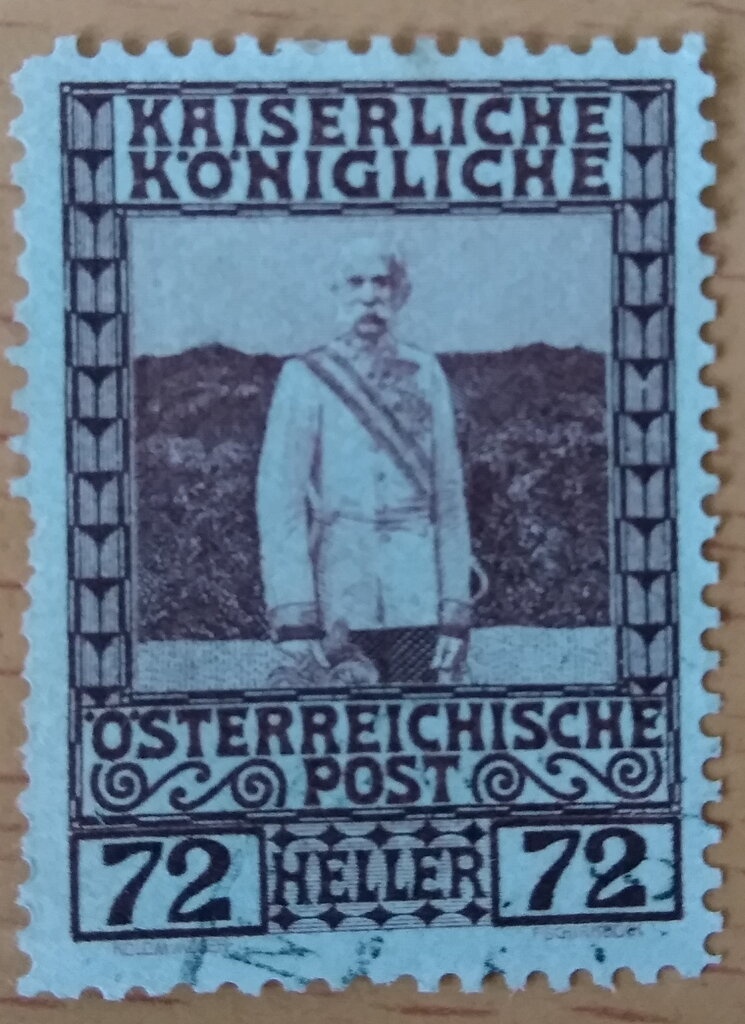 KAISERLICHE
KÖNIGLICHE
ÖSTERREICHISCHE
POST
72 HELLER 72